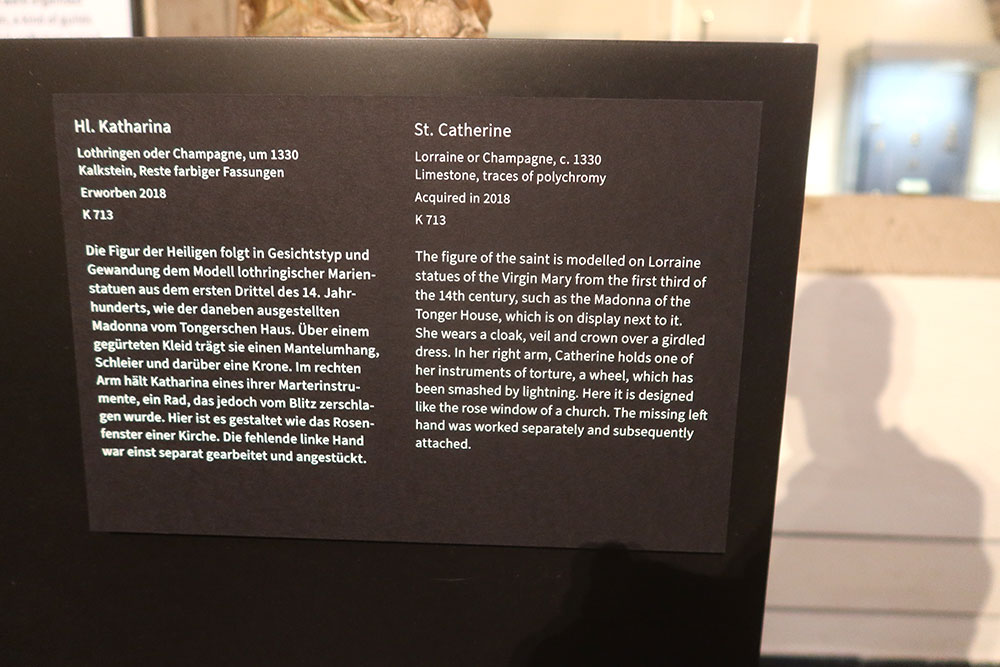 a kind of guilds
Hl. Katharina
Lothringen oder Champagne, um 1330
Kalkstein, Reste farbiger Fassungen
Erworben 2018
K 713
Die Figur der Heiligen folgt in Gesichtstyp und
Gewandung dem Modell lothringischer Marien-
statuen aus dem ersten Drittel des 14. Jahr-
hunderts, wie der daneben ausgestellten
Madonna vom Tongerschen Haus. Über einem
gegürteten Kleid trägt sie einen Mantelumhang,
Schleier und darüber eine Krone. Im rechten
Arm hält Katharina eines ihrer Marterinstru-
mente, ein Rad, das jedoch vom Blitz zerschla-
gen wurde. Hier ist es gestaltet wie das Rosen-
fenster einer Kirche. Die fehlende linke Hand
war einst separat gearbeitet und angestückt.
St. Catherine
Lorraine or Champagne, c. 1330
Limestone, traces of polychromy
Acquired in 2018
K 713
The figure of the saint is modelled on Lorraine
statues of the Virgin Mary from the first third of
the 14th century, such as the Madonna of the
Tonger House, which is on display next to it.
She wears a cloak, veil and crown over a girdled
dress. In her right arm, Catherine holds one of
her instruments of torture, a wheel, which has
been smashed by lightning. Here it is designed
like the rose window of a church. The missing left
hand was worked separately and subsequently
attached.